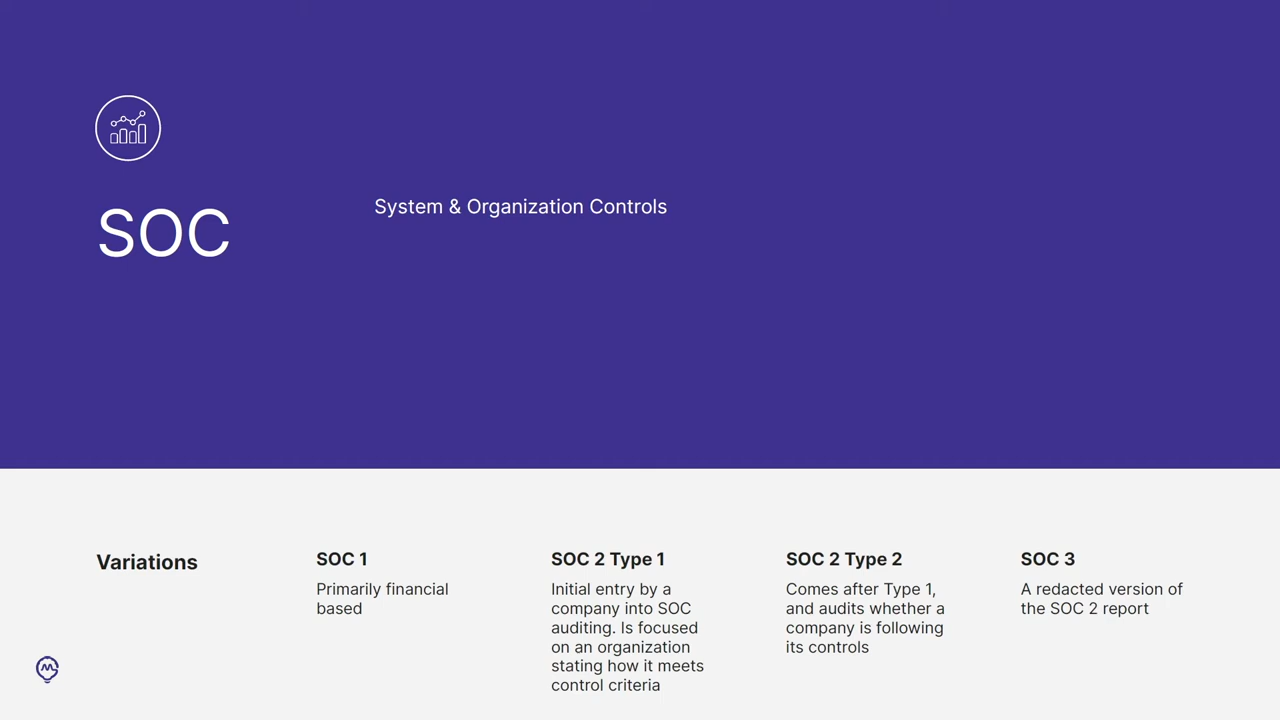 SOC
System & Organization Controls
Variations
SOC 1
Primarily financial
based
SOC 2 Type 1
Initial entry by a
company into SOC
auditing. Is focused
on an organization
stating how it meets
control criteria
SOC 2 Type 2
Comes after Type 1,
and audits whether a
company is following
its controls
SOC 3
A redacted version of
the SOC 2 report